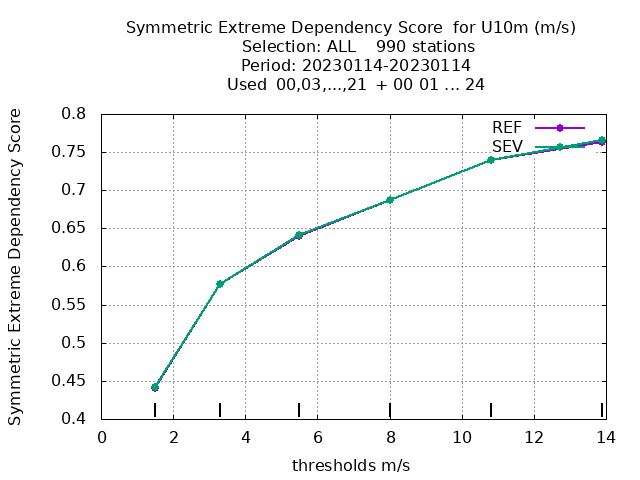 Symmetric Extreme Dependency Score  for U10m (m/s)
Selection: ALL    990 stations
Period: 20230114-20230114
Used  00,03,...,21  + 00 01 ... 24
Symmetric Extreme Dependency Score
0.8
0.75
0.7
0.65
0.6
0.55
0.5
0.45
0.4
REF
SEV
0 2 4 6 8 10 12 14
thresholds m/s